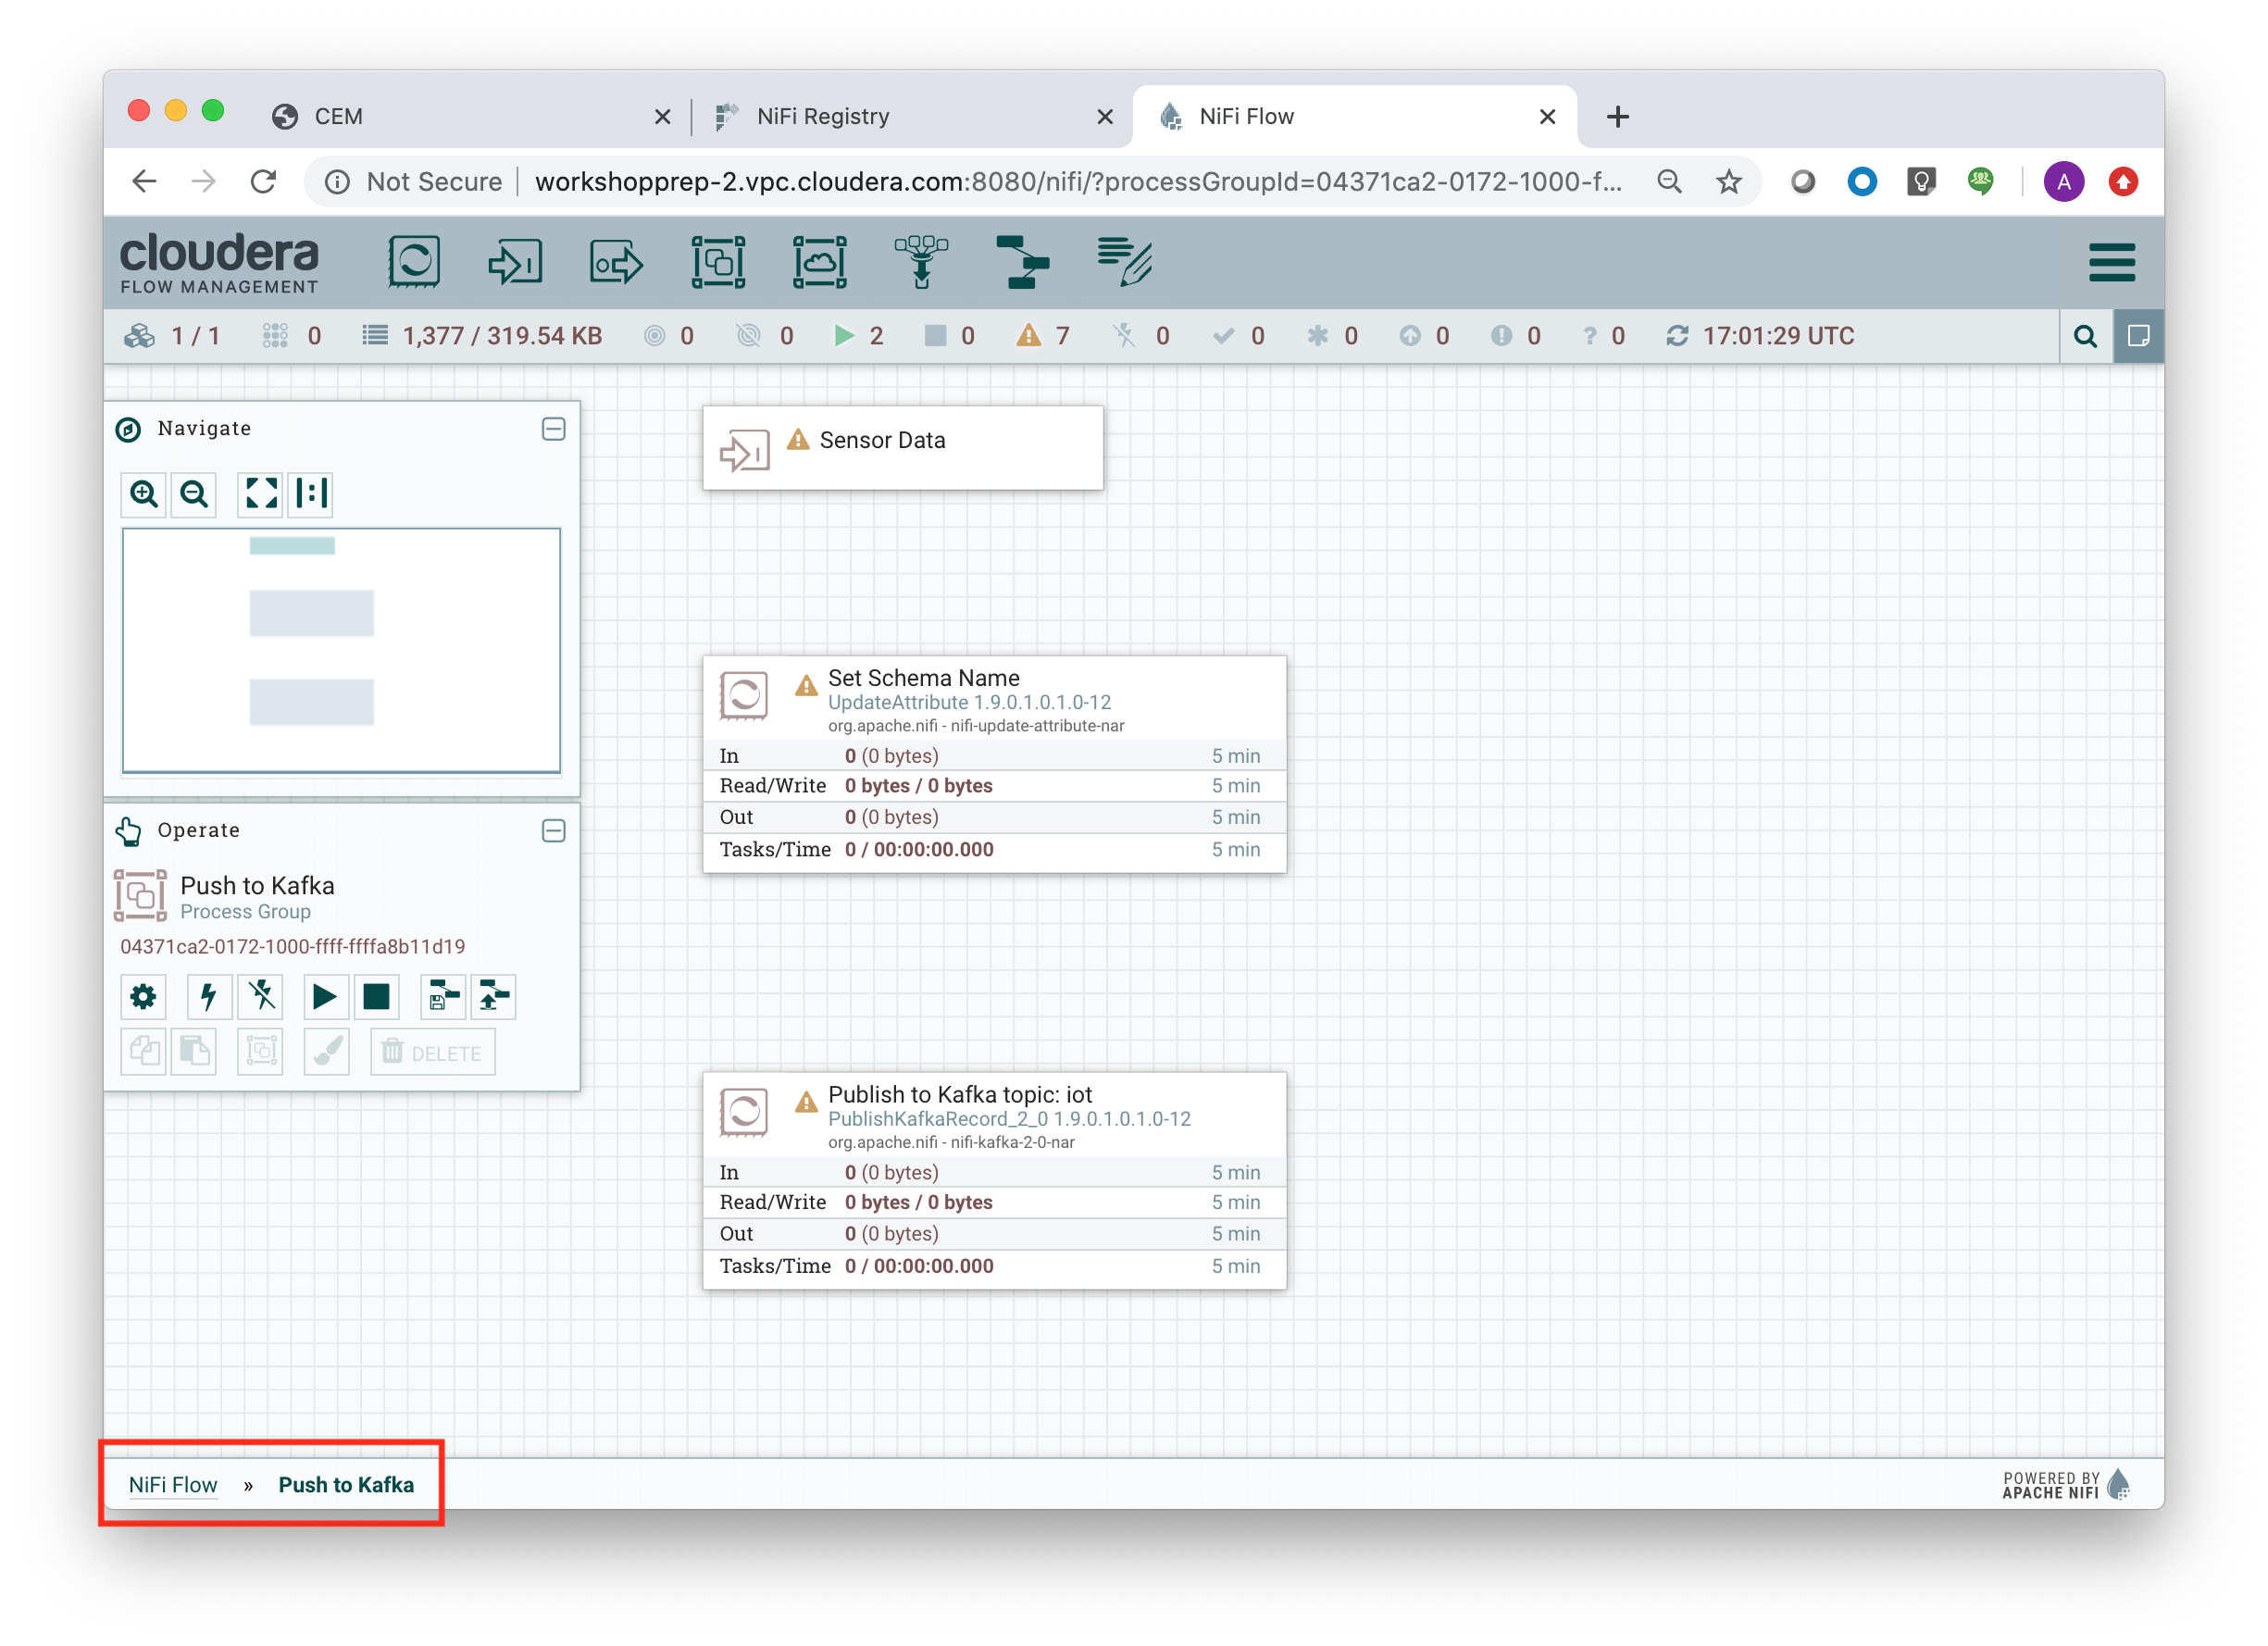 CEM
NiFi Registry
NiFi Flow
Not Secure
workshopprep-2.vpc.cloudera.com:8080/nifi/?processGroupId=04371ca2-0172-1000-f...
A
cloudera
FLOW MANAGEMENT
1 / 1 0 1,377 / 319.54 KB 0 0 2 0 7 0 0 0 0 0 ? 0 17:01:29 UTC
Navigate
Sensor Data
Set Schema Name
UpdateAttribute 1.9.0.1.0.1.0-12
org.apache.nifi - nifi-update-attribute-nar
In 0 (0 bytes) 5 min
Read/Write 0 bytes / 0 bytes 5 min
Out 0 (0 bytes) 5 min
Tasks/Time 0 / 00:00:00.000 5 min
Operate
Push to Kafka
Process Group
04371ca2-0172-1000-ffff-ffffa8b11d19
DELETE
Publish to Kafka topic: iot
PublishKafkaRecord_2_0 1.9.0.1.0.1.0-12
org.apache.nifi - nifi-kafka-2-0-nar
In 0 (0 bytes) 5 min
Read/Write 0 bytes / 0 bytes 5 min
Out 0 (0 bytes) 5 min
Tasks/Time 0 / 00:00:00.000 5 min
NiFi Flow » Push to Kafka
POWERED BY
APACHE NIFI